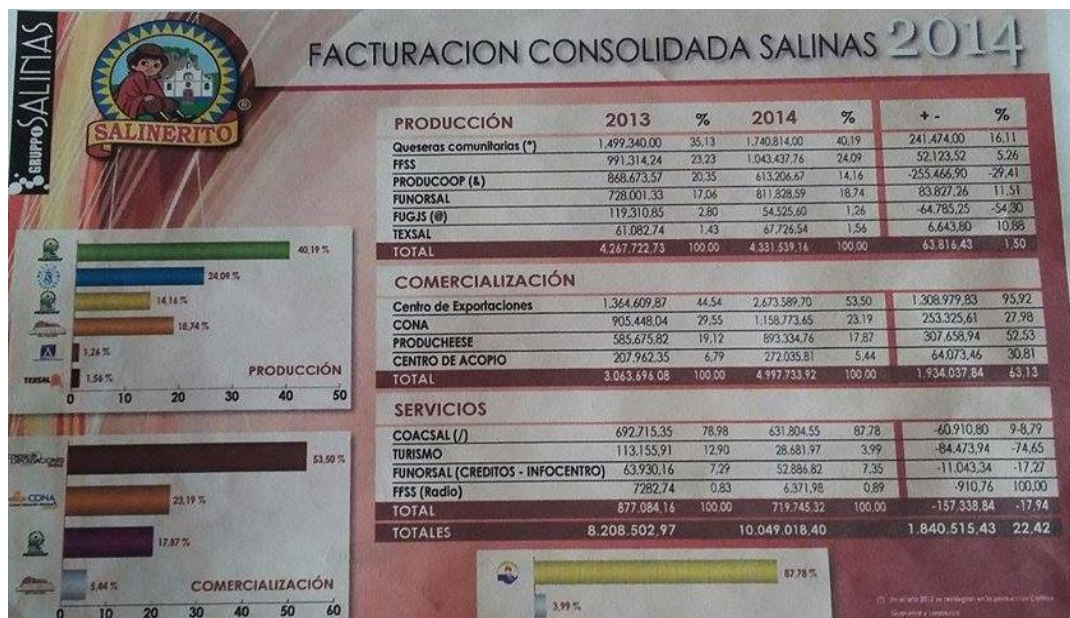 GRUPPO SALINAS
SALINERITO ®
FACTURACION CONSOLIDADA SALINAS 2014
PRODUCCIÓN 2013 % 2014 % + - %
Queseras comunitarias (*) 1.499.340,00 35,13 1.740.814,00 40,19 241.474,00 16,11
FFSS 991.314,24 23,23 1.043.437,76 24,09 52.123,52 5,26
PRODUCOOP (&) 868.673,57 20,35 613.206,67 14,16 -255.466,90 -29,41
FUNORSAL 728.001,33 17,06 811.828,59 18,74 83.827,26 11,51
FUGJS (@) 119.310,85 2,80 54.525,60 1,26 -64.785,25 -54,30
TEXSAL 61.082,74 1,43 67.726,54 1,56 6.643,80 10,88
TOTAL 4.267.722,73 100,00 4.331.539,16 100,00 63.816,43 1,50
COMERCIALIZACIÓN
Centro de Exportaciones 1.364.609,87 44,54 2.673.589,70 53,50 1.308.979,83 95,92
CONA 905.448,04 29,55 1.158.773,65 23,19 253.325,61 27,98
PRODUCHEESE 585.675,82 19,12 893.334,76 17,87 307.658,94 52,53
CENTRO DE ACOPIO 207.962,35 6,79 272.035,81 5,44 64.073,46 30,81
TOTAL 3.063.696,08 100,00 4.997.733,92 100,00 1.934.037,84 63,13
SERVICIOS
COACSAL (/) 692.715,35 78,98 631.804,55 87,78 -60.910,80 9-8,79
TURISMO 113.155,91 12,90 28.681,97 3,99 -84.473,94 -74,65
FUNORSAL (CREDITOS - INFOCENTRO) 63.930,16 7,29 52.886,82 7,35 -11.043,34 -17,27
FFSS (Radio) 7282,74 0,83 6.371,98 0,89 -910,76 100,00
TOTAL 877.084,16 100,00 719.745,32 100,00 -157.338,84 -17,94
TOTALES 8.208.502,97 10.049.018,40 1.840.515,43 22,42
40,19 %
24,09 %
14,16 %
18,74 %
1,26 %
TEXSAL 1,56 %
PRODUCCIÓN
0 10 20 30 40 50
53,50 %
CONA 23,19 %
17,87 %
5,44 %
COMERCIALIZACIÓN
0 10 20 30 40 50 60
87,78 %
3,99 %